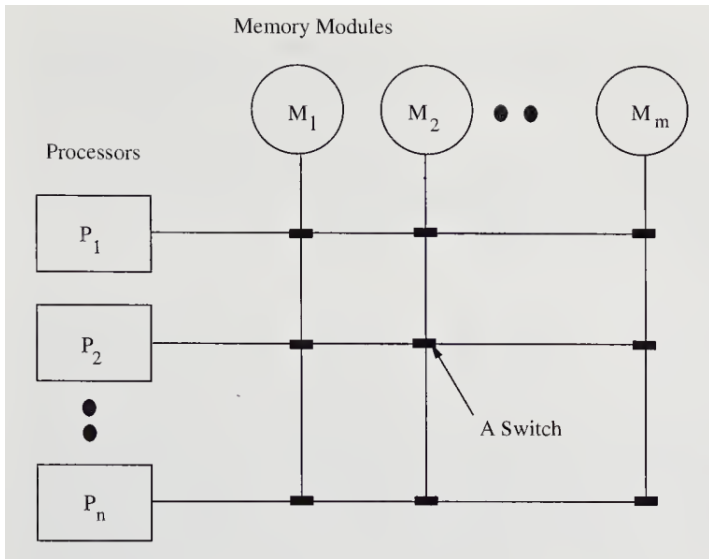 Memory Modules
M1 M2 Mm
Processors
P1
P2
A Switch
Pn